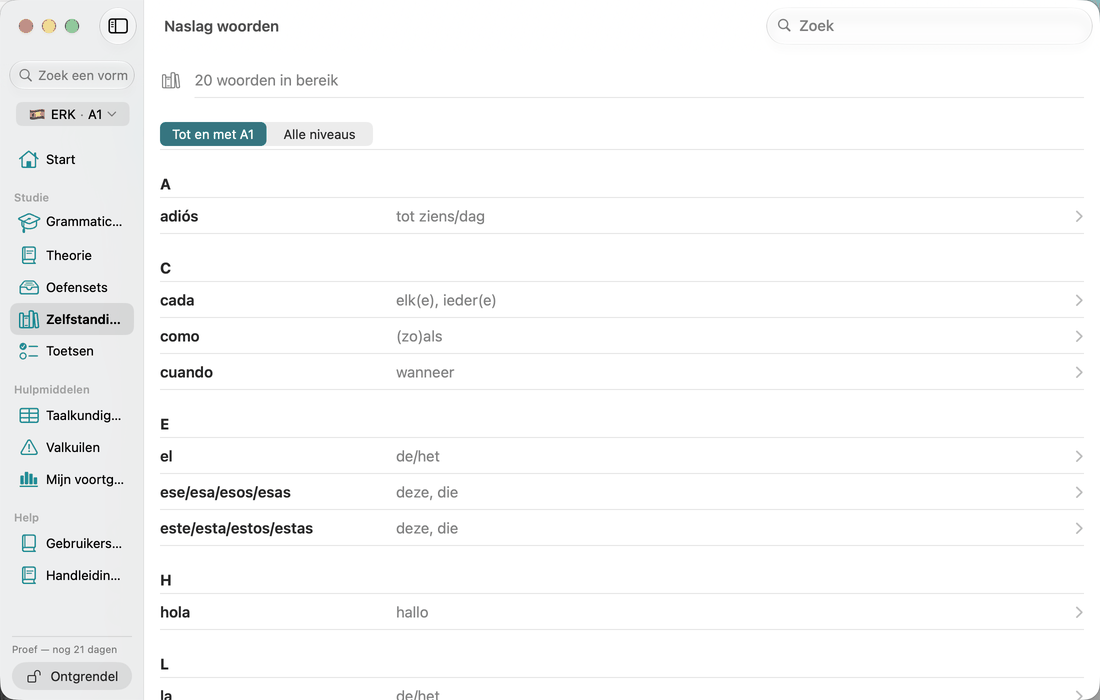 Naslag woorden
Zoek
Zoek een vorm
ERK · A1
Start
Studie
Grammatic...
Theorie
Oefensets
Zelfstandi...
Toetsen
Hulpmiddelen
Taalkundig...
Valkuilen
Mijn voortg...
Help
Gebruikers...
Handleidin...
Proef — nog 21 dagen
Ontgrendel
20 woorden in bereik
Tot en met A1 Alle niveaus
A
adiós tot ziens/dag
C
cada elk(e), ieder(e)
como (zo)als
cuando wanneer
E
el de/het
ese/esa/esos/esas deze, die
este/esta/estos/estas deze, die
H
hola hallo
L
la de/het